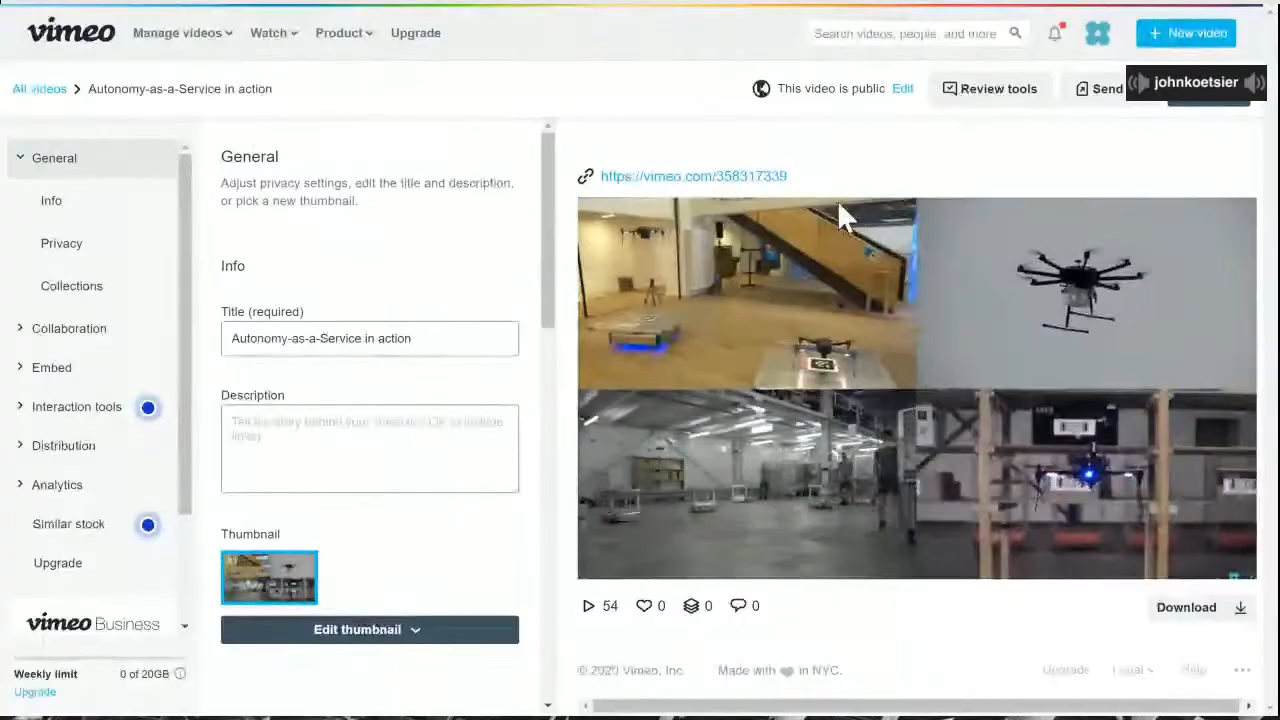 vimeo
Manage videos
Watch
Product
Upgrade
Search videos, people, and more
New video
All videos
Autonomy-as-a-Service in action
This video is public
Edit
Review tools
Send
johnkoetsier
General
Info
Privacy
Collections
Collaboration
Embed
Interaction tools
Distribution
Analytics
Similar stock
Upgrade
vimeo Business
Weekly limit
0 of 20GB
Upgrade
General
Adjust privacy settings, edit the title and description,
or pick a new thumbnail.
Info
Title (required)
Autonomy-as-a-Service in action
Description
Thumbnail
Edit thumbnail
https://vimeo.com/358317339
54
0
0
0
Download
© 2020 Vimeo, Inc.
Made with
in NYC.
Upgrade
Legal
Help